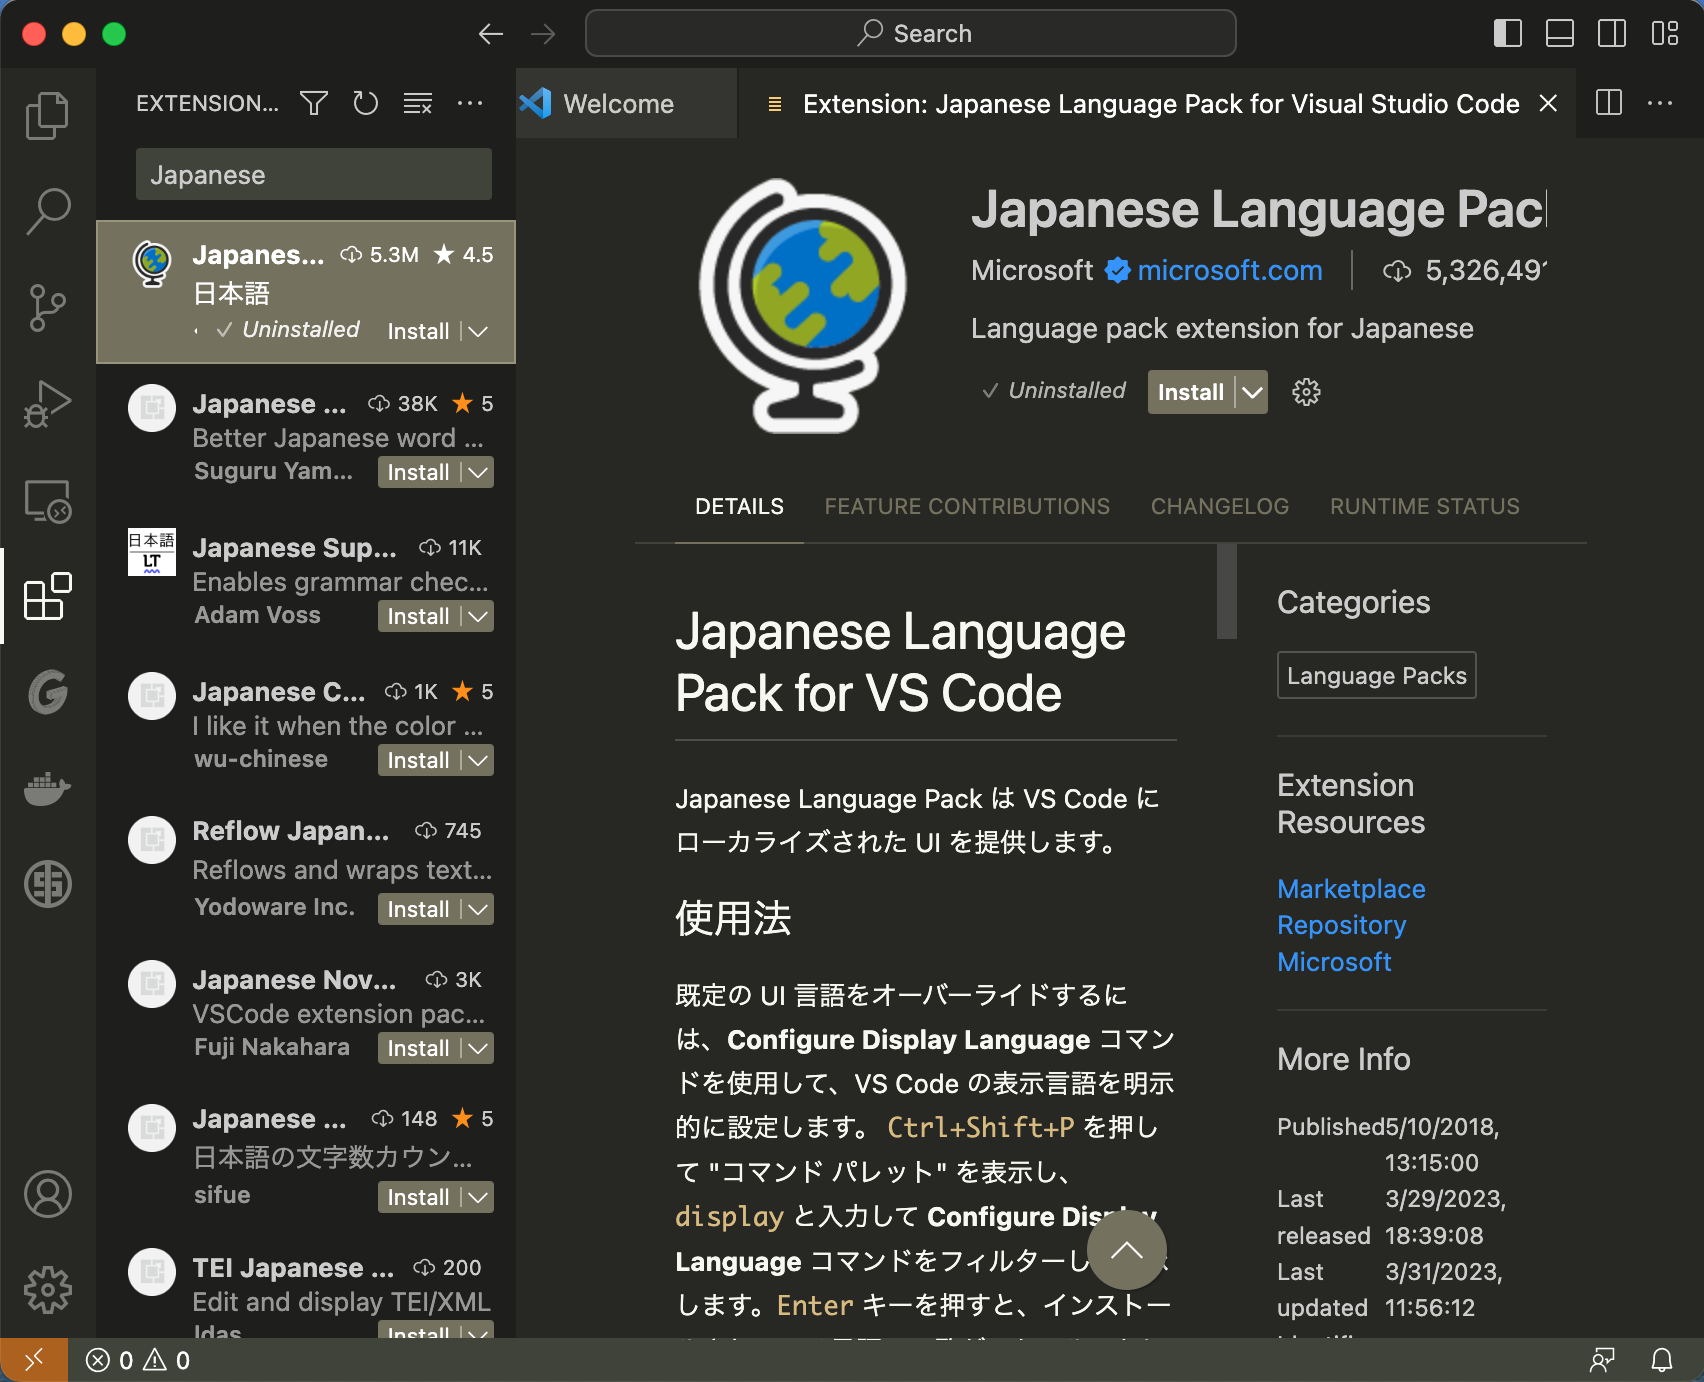 Search
EXTENSION...
Japanese
Japanes... 5.3M 4.5
日本語
Uninstalled Install
Japanese ... 38K 5
Better Japanese word ...
Suguru Yam... Install
日本語
LT
Japanese Sup... 11K
Enables grammar chec...
Adam Voss Install
Japanese C... 1K 5
I like it when the color ...
wu-chinese Install
Reflow Japan... 745
Reflows and wraps text...
Yodoware Inc. Install
Japanese Nov... 3K
VSCode extension pac...
Fuji Nakahara Install
Japanese ... 148 5
日本語の文字数カウン...
sifue Install
TEI Japanese ... 200
Edit and display TEI/XML
ldas Install
Welcome
Extension: Japanese Language Pack for Visual Studio Code
Japanese Language Pack
Microsoft microsoft.com 5,326,491
Language pack extension for Japanese
Uninstalled Install
DETAILS FEATURE CONTRIBUTIONS CHANGELOG RUNTIME STATUS
Japanese Language
Pack for VS Code
Japanese Language Pack は VS Code に
ローカライズされた UI を提供します。
使用法
既定の UI 言語をオーバーライドするに
は、Configure Display Language コマン
ドを使用して、VS Code の表示言語を明示
的に設定します。 Ctrl+Shift+P を押し
て "コマンド パレット" を表示し、
display と入力して Configure Display
Language コマンドをフィルターし
します。Enter キーを押すと、インストー
Categories
Language Packs
Extension
Resources
Marketplace
Repository
Microsoft
More Info
Published 5/10/2018,
13:15:00
Last 3/29/2023,
released 18:39:08
Last 3/31/2023,
updated 11:56:12
0 0